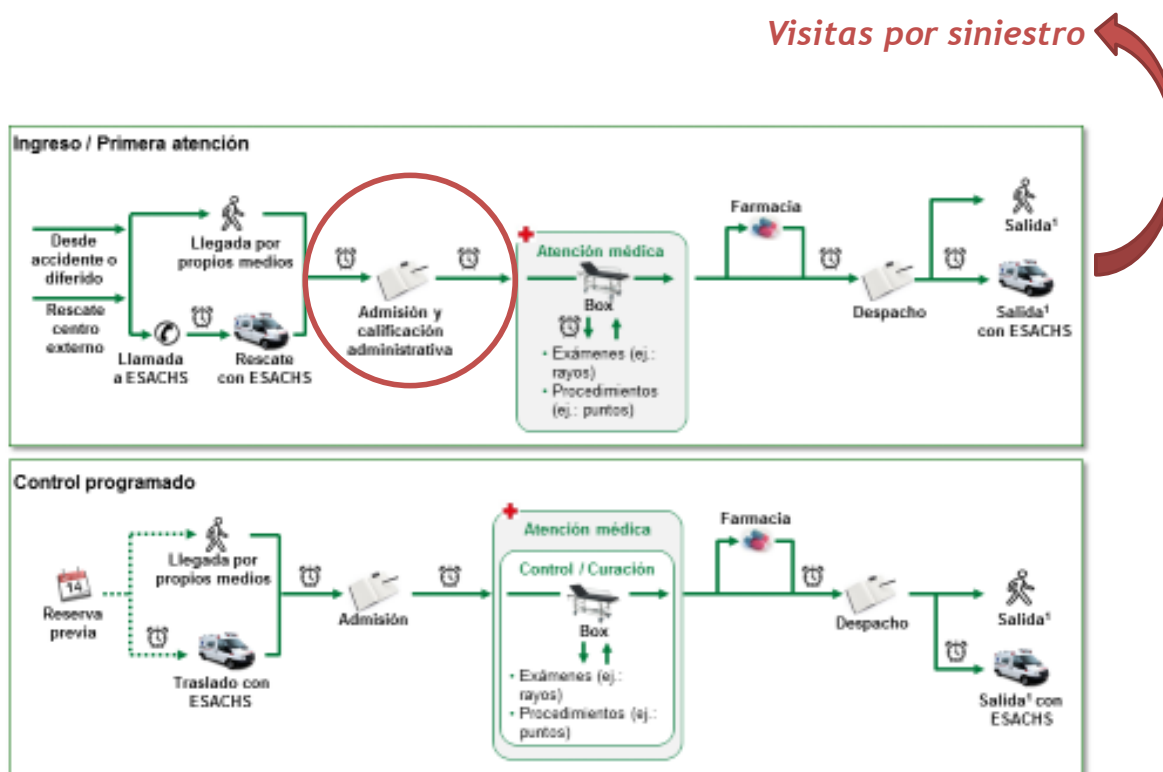 Visitas por siniestro
Ingreso / Primera atención
Desde
accidente o
diferido
Rescate
centro
externo
Llegada por
propios medios
Llamada
a ESACHS
Rescate
con ESACHS
Admisión y
calificación
administrativa
Atención médica
Box
• Exámenes (ej.:
rayos)
• Procedimientos
(ej.: puntos)
Farmacia
Despacho
Salida¹
Salida¹
con ESACHS
Control programado
14
Reserva
previa
Llegada por
propios medios
Traslado con
ESACHS
Admisión
Atención médica
Control / Curación
Box
• Exámenes (ej.:
rayos)
• Procedimientos (ej.:
puntos)
Farmacia
Despacho
Salida¹
Salida¹ con
ESACHS